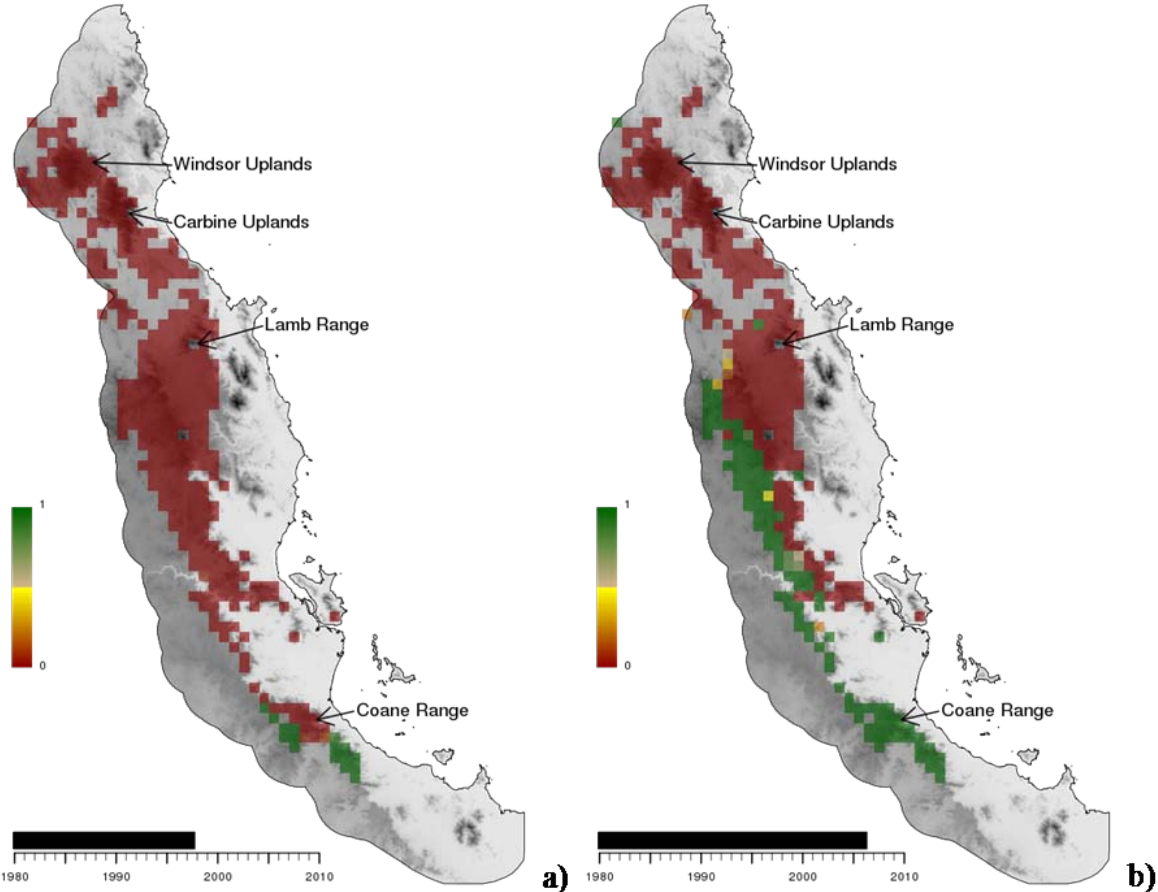 Windsor Uplands
Carbine Uplands
Lamb Range
1
0
Coane Range
1980 1990 2000 2010
a)
Windsor Uplands
Carbine Uplands
Lamb Range
1
0
Coane Range
1980 1990 2000 2010
b)